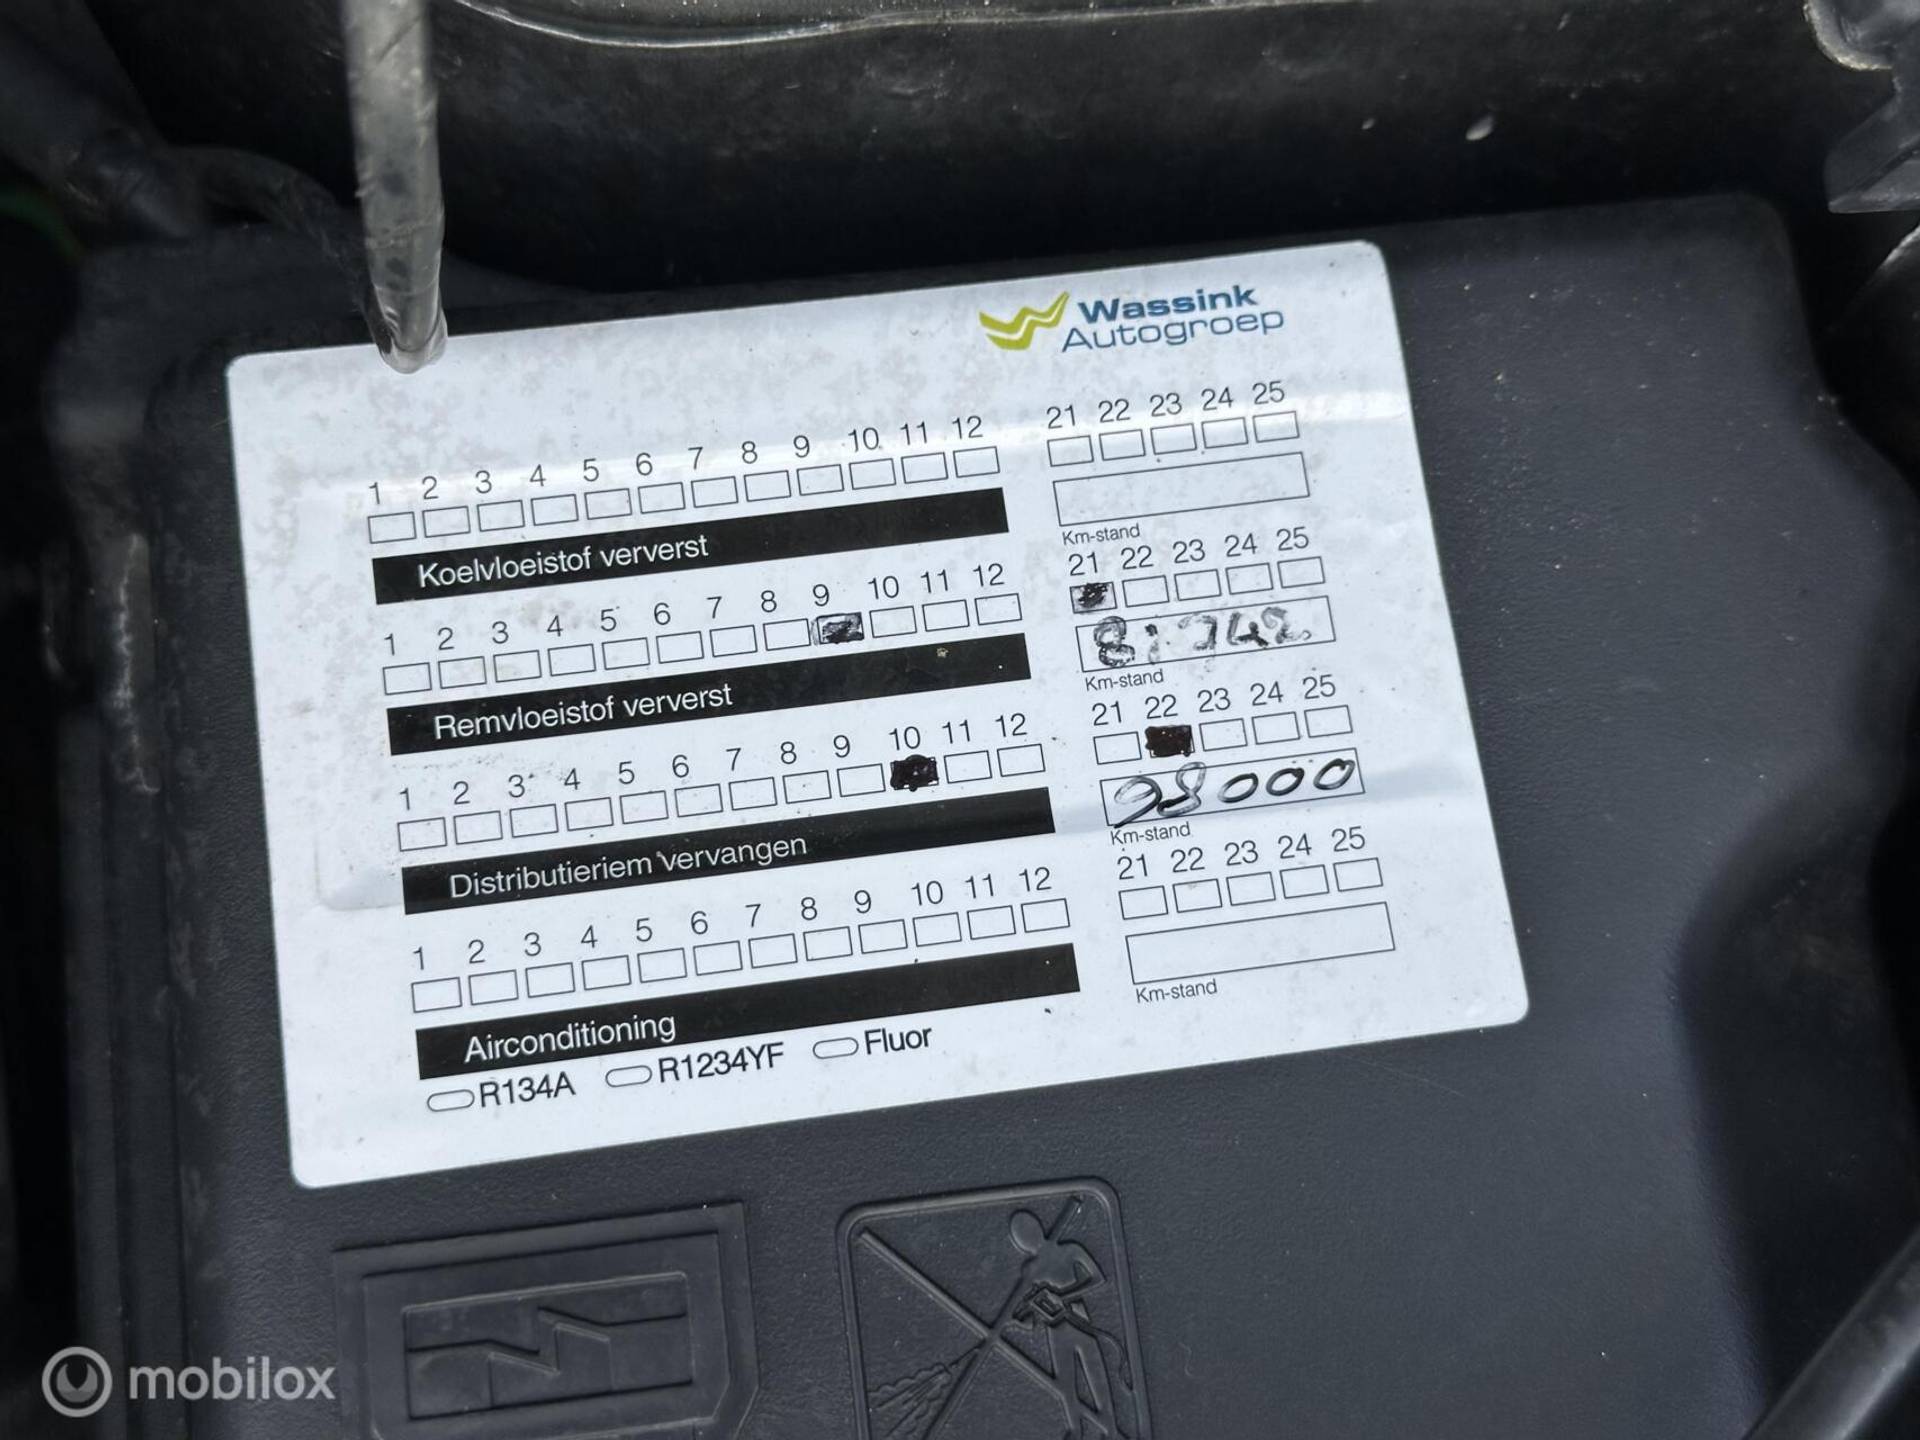 Wassink
Autogroep
1 2 3 4 5 6 7 8 9 10 11 12 21 22 23 24 25
Koelvloeistof ververst
Km-stand
1 2 3 4 5 6 7 8 9 10 11 12 21 22 23 24 25
81.742
Remvloeistof ververst
Km-stand
1 2 3 4 5 6 7 8 9 10 11 12 21 22 23 24 25
98000
Distributieriem vervangen
Km-stand
1 2 3 4 5 6 7 8 9 10 11 12 21 22 23 24 25
Airconditioning
Km-stand
R134A R1234YF Fluor
mobilox